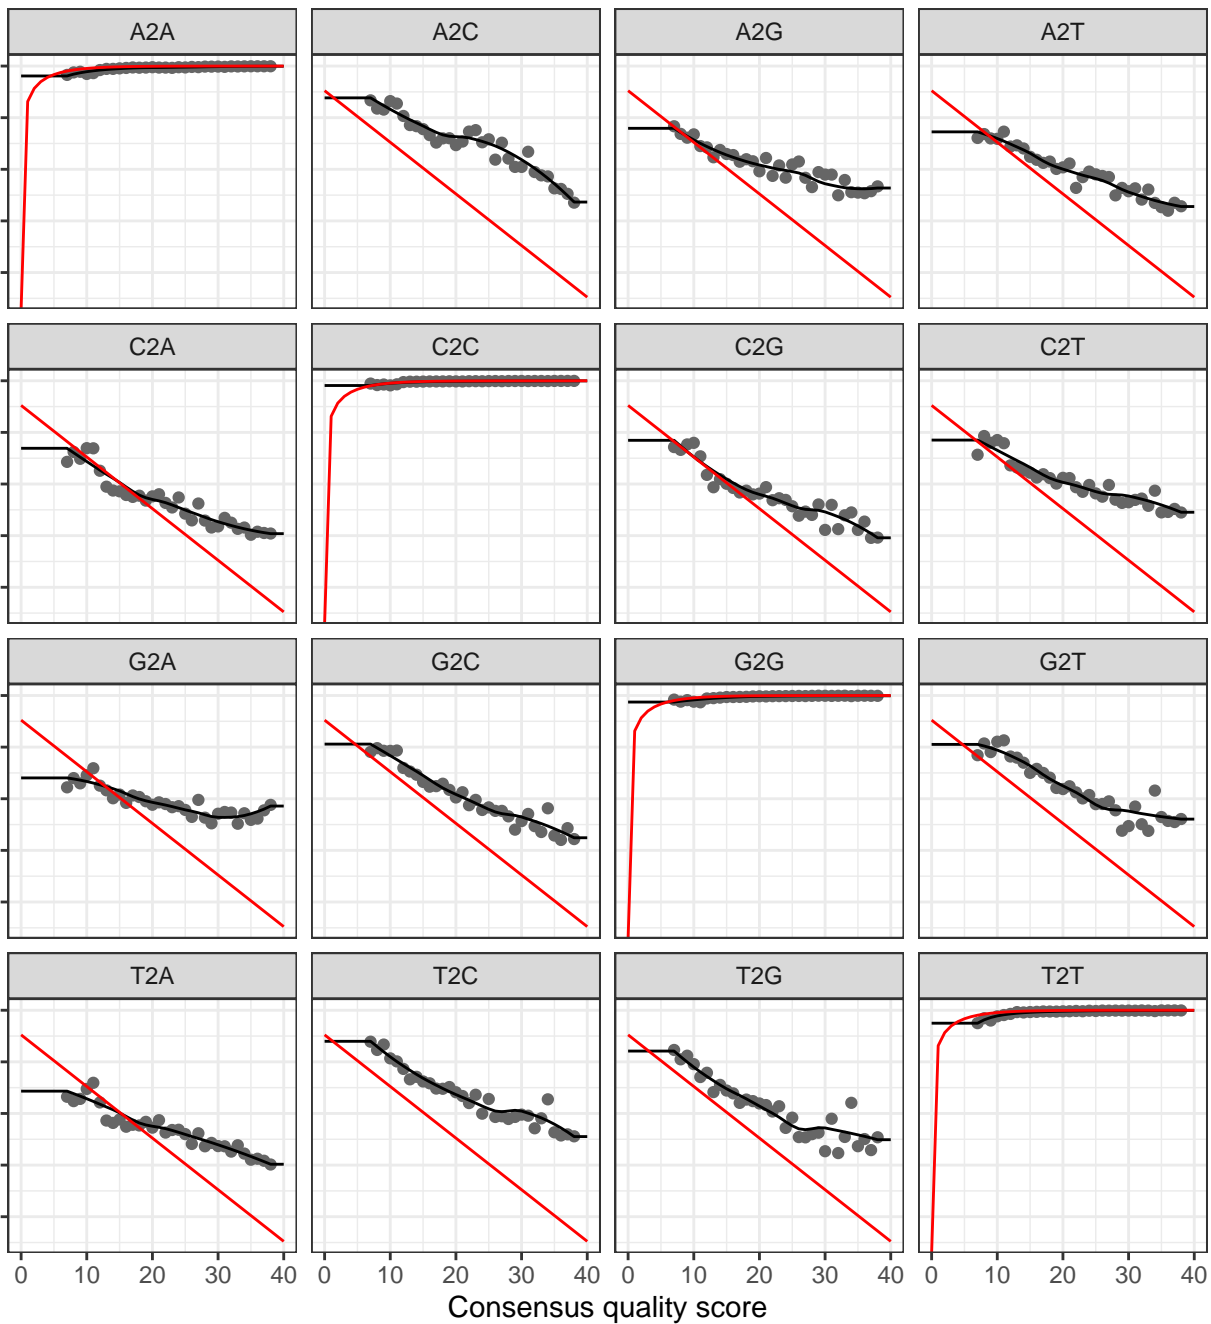 A2A A2C A2G A2T
C2A C2C C2G C2T
G2A G2C G2G G2T
T2A T2C T2G T2T
0 10 20 30 40 0 10 20 30 40 0 10 20 30 40 0 10 20 30 40
Consensus quality score